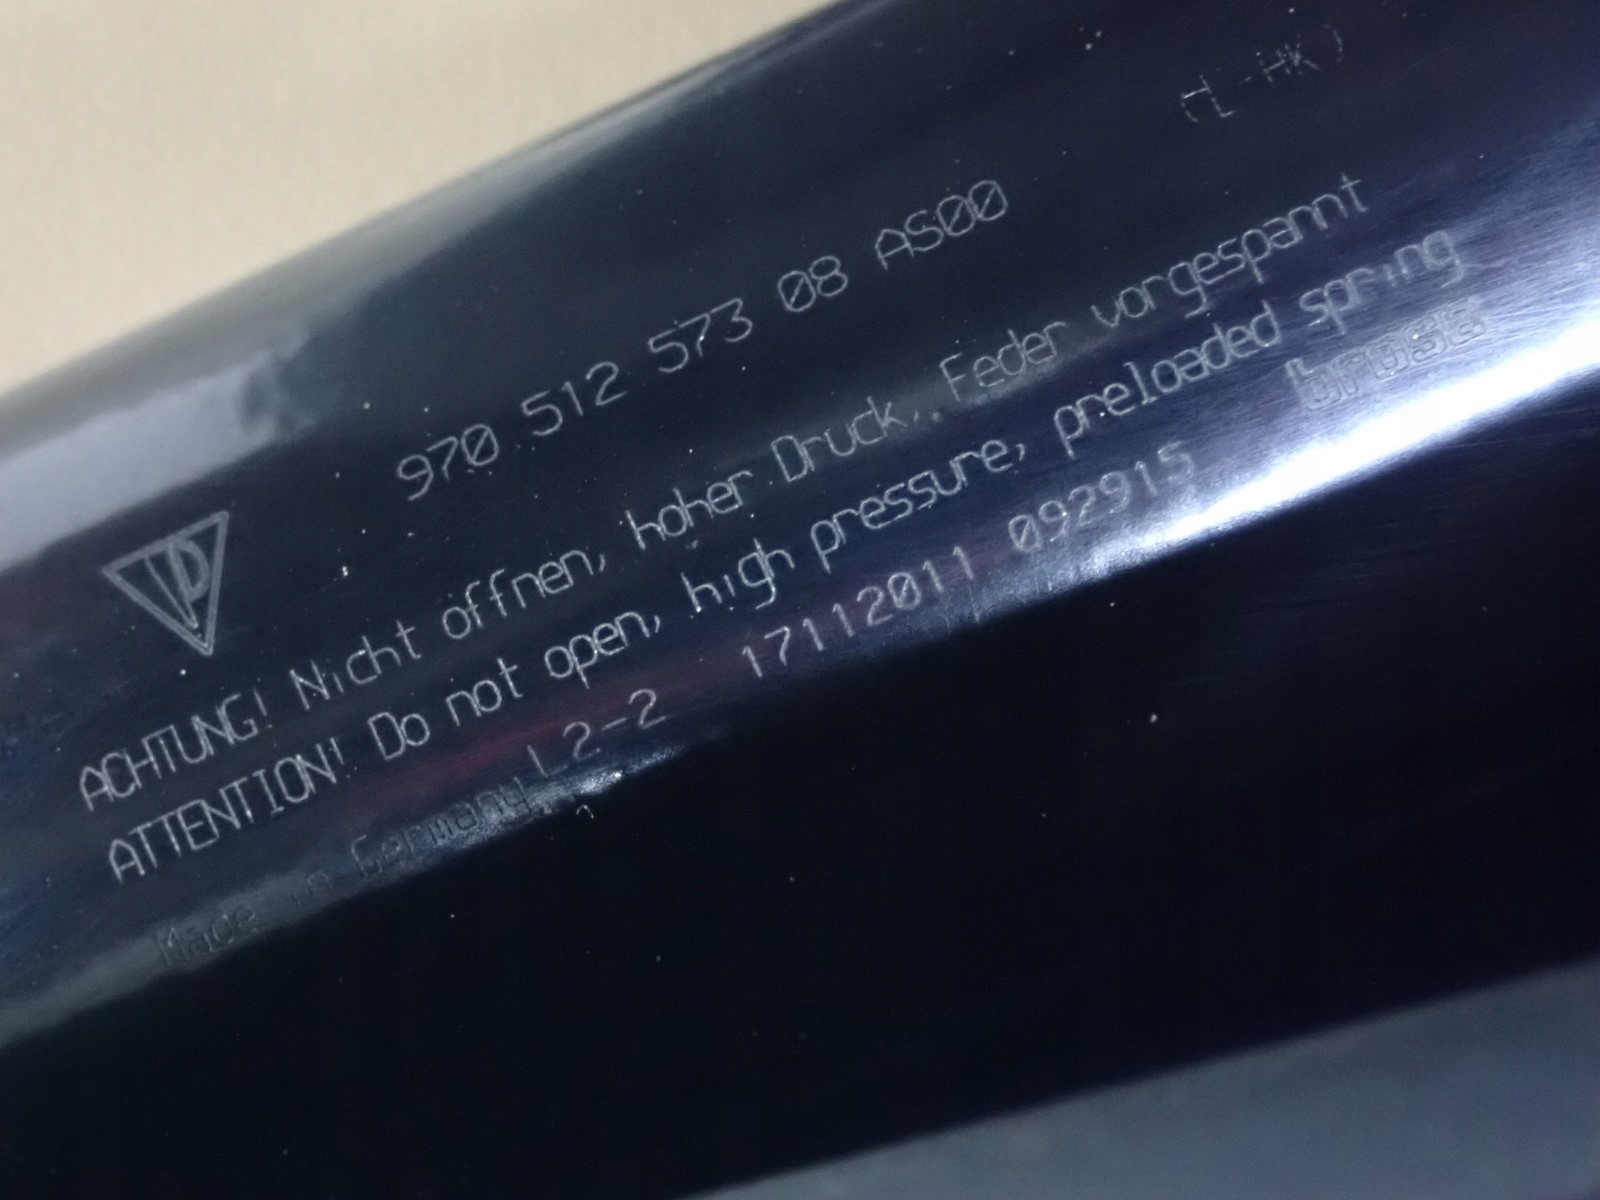 (L-HK)
970 512 573 08 AS00
ACHTUNG! Nicht offnen, hoher Druck, Feder vorgespannt
ATTENTION! Do not open, high pressure, preloaded spring
brose
Made in Germany L2-2 17112011 092915